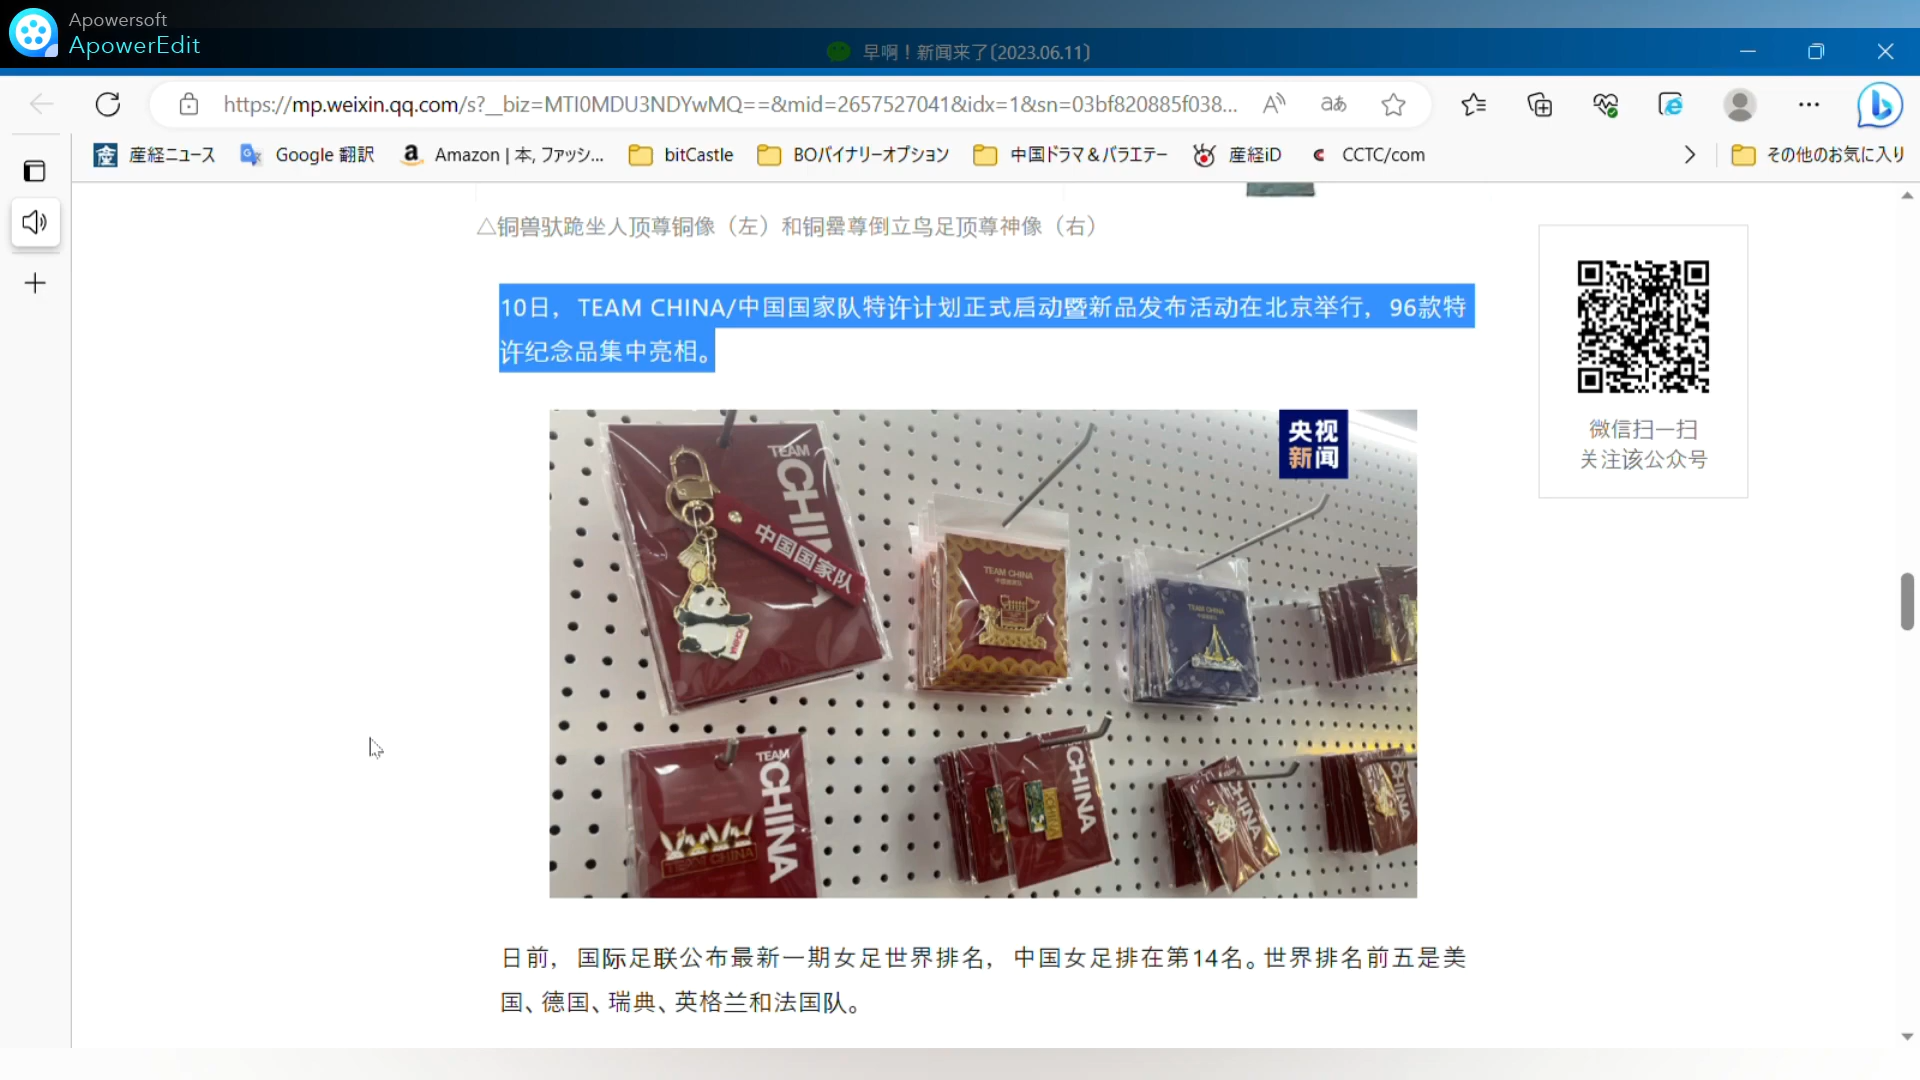 Apowersoft
ApowerEdit
早啊！新闻来了〔2023.06.11〕
https://mp.weixin.qq.com/s?__biz=MTI0MDU3NDYwMQ==&mid=2657527041&idx=1&sn=03bf820885f038...
産経ニュース
Google 翻訳
Amazon | 本, ファッシ...
bitCastle
BOバイナリーオプション
中国ドラマ＆バラエテー
産経iD
CCTC/com
その他のお気に入り
△铜兽驮跪坐人顶尊铜像（左）和铜罍尊倒立鸟足顶尊神像（右）
10日，TEAM CHINA/中国国家队特许计划正式启动暨新品发布活动在北京举行，96款特
许纪念品集中亮相。
央视
新闻
TEAM
CHINA
中国国家队
TEAM CHINA
中国国家队
TEAM CHINA
TEAM
CHINA
TEAM CHINA
CHINA
CHINA
CHINA
微信扫一扫
关注该公众号
日前，国际足联公布最新一期女足世界排名，中国女足排在第14名。世界排名前五是美
国、德国、瑞典、英格兰和法国队。